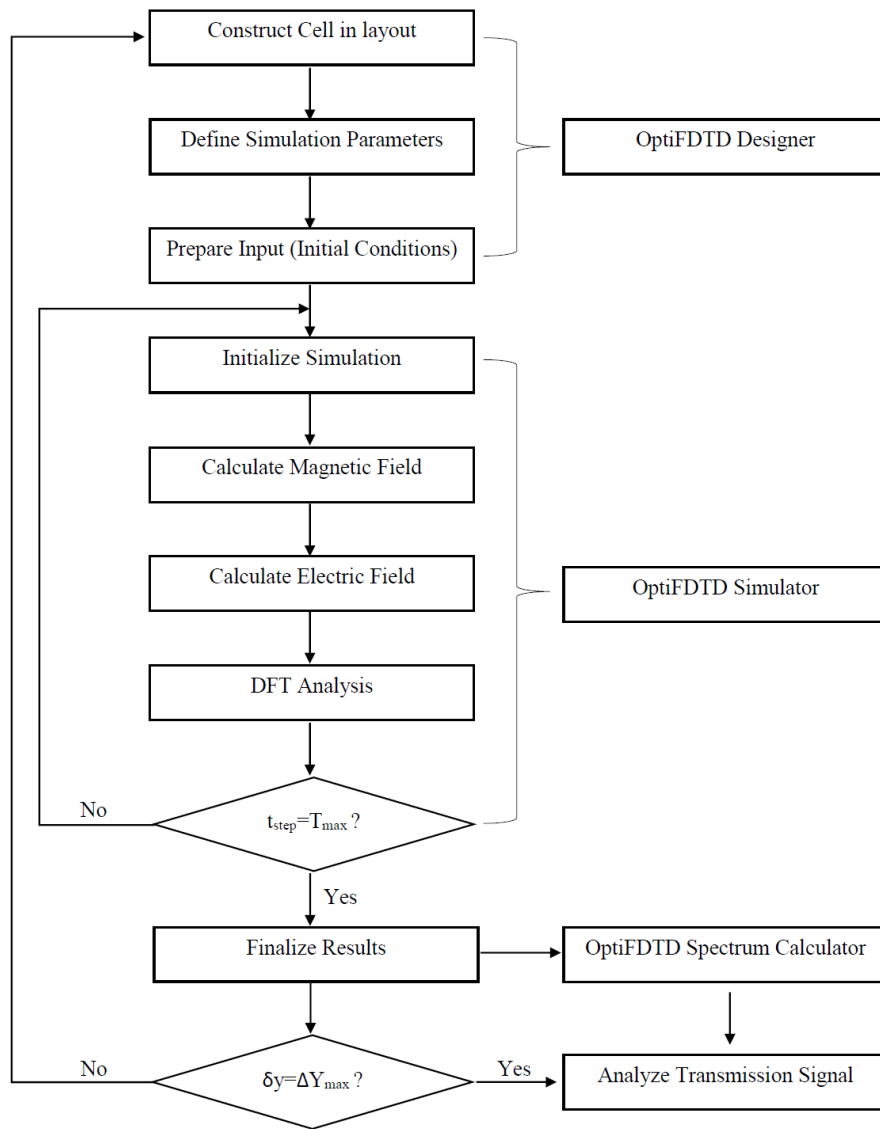 Construct Cell in layout
Define Simulation Parameters
OptiFDTD Designer
Prepare Input (Initial Conditions)
Initialize Simulation
Calculate Magnetic Field
Calculate Electric Field
OptiFDTD Simulator
DFT Analysis
No
tstep=Tmax ?
Yes
Finalize Results
OptiFDTD Spectrum Calculator
No
δy=ΔYmax ?
Yes
Analyze Transmission Signal